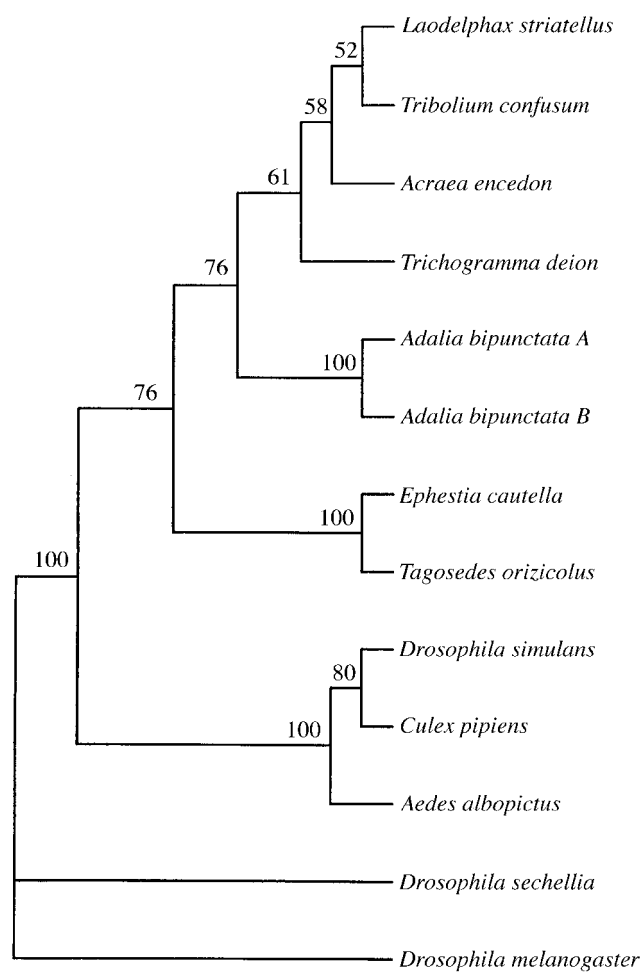 Laodelphax striatellus
52
Tribolium confusum
58
Acraea encedon
61
Trichogramma deion
76
Adalia bipunctata A
100
Adalia bipunctata B
76
Ephestia cautella
100
Tagosedes orizicolus
100
Drosophila simulans
80
Culex pipiens
100
Aedes albopictus
Drosophila sechellia
Drosophila melanogaster